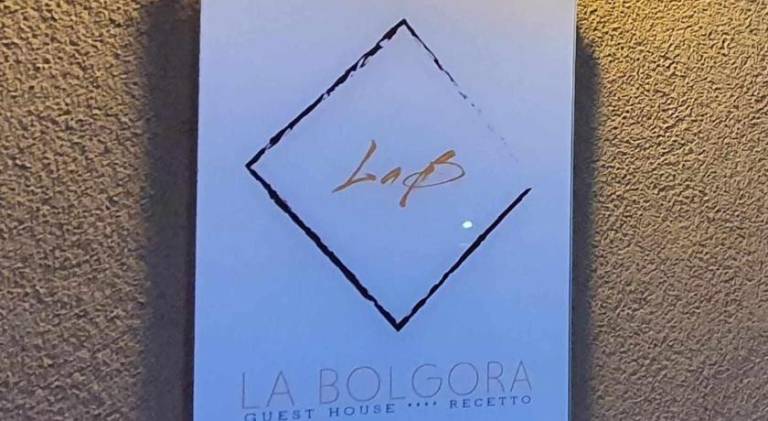 LaB
LA BOLGORA
GUEST HOUSE **** RECETTO